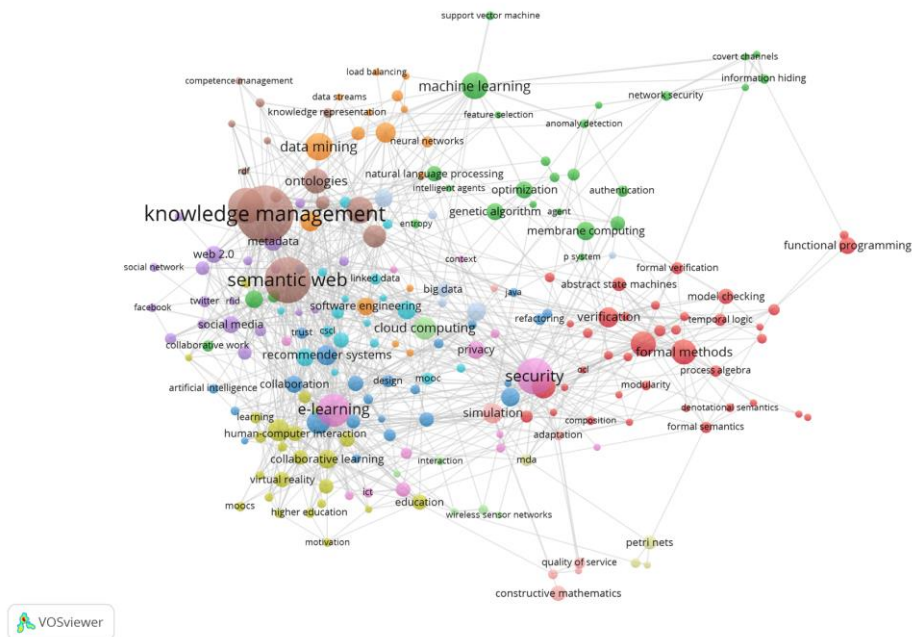 support vector machine
covert channels
load balancing
competence management
information hiding
machine learning
data streams
network security
knowledge representation
feature selection
anomaly detection
neural networks
data mining
rdf
natural language processing
ontologies
intelligent agents
optimization
authentication
knowledge management
entropy
genetic algorithm
agent
membrane computing
metadata
functional programming
web 2.0
context
p system
social network
formal verification
semantic web
linked data
big data
java
abstract state machines
facebook
twitter
rfid
software engineering
model checking
social media
trust
cscl
cloud computing
refactoring
verification
temporal logic
collaborative work
recommender systems
privacy
formal methods
ocl
process algebra
artificial intelligence
collaboration
design
mooc
security
modularity
learning
e-learning
simulation
denotational semantics
human-computer interaction
composition
formal semantics
adaptation
collaborative learning
interaction
mda
virtual reality
ict
moocs
higher education
education
wireless sensor networks
motivation
petri nets
quality of service
constructive mathematics
VOSviewer